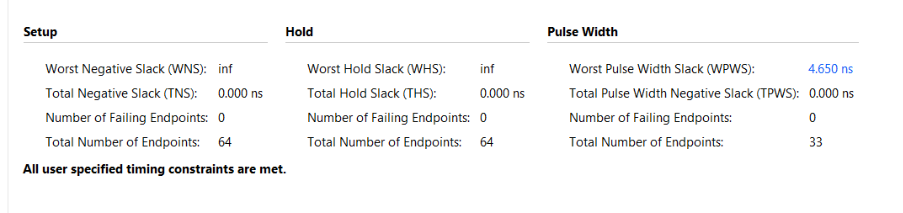 Setup Hold Pulse Width
Worst Negative Slack (WNS): inf Worst Hold Slack (WHS): inf Worst Pulse Width Slack (WPWS): 4.650 ns
Total Negative Slack (TNS): 0.000 ns Total Hold Slack (THS): 0.000 ns Total Pulse Width Negative Slack (TPWS): 0.000 ns
Number of Failing Endpoints: 0 Number of Failing Endpoints: 0 Number of Failing Endpoints: 0
Total Number of Endpoints: 64 Total Number of Endpoints: 64 Total Number of Endpoints: 33
All user specified timing constraints are met.